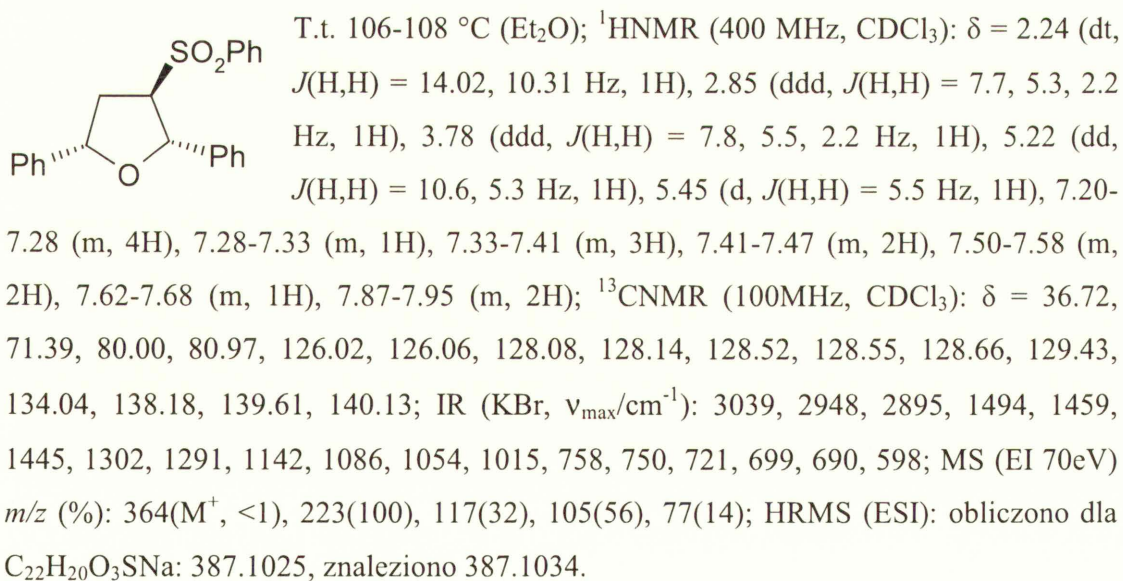 SO₂Ph
Ph
O
Ph
T.t. 106-108 °C (Et₂O); ¹HNMR (400 MHz, CDCl₃): δ = 2.24 (dt,
J(H,H) = 14.02, 10.31 Hz, 1H), 2.85 (ddd, J(H,H) = 7.7, 5.3, 2.2
Hz, 1H), 3.78 (ddd, J(H,H) = 7.8, 5.5, 2.2 Hz, 1H), 5.22 (dd,
J(H,H) = 10.6, 5.3 Hz, 1H), 5.45 (d, J(H,H) = 5.5 Hz, 1H), 7.20-
7.28 (m, 4H), 7.28-7.33 (m, 1H), 7.33-7.41 (m, 3H), 7.41-7.47 (m, 2H), 7.50-7.58 (m,
2H), 7.62-7.68 (m, 1H), 7.87-7.95 (m, 2H); ¹³CNMR (100MHz, CDCl₃): δ = 36.72,
71.39, 80.00, 80.97, 126.02, 126.06, 128.08, 128.14, 128.52, 128.55, 128.66, 129.43,
134.04, 138.18, 139.61, 140.13; IR (KBr, νmax/cm⁻¹): 3039, 2948, 2895, 1494, 1459,
1445, 1302, 1291, 1142, 1086, 1054, 1015, 758, 750, 721, 699, 690, 598; MS (EI 70eV)
m/z (%): 364(M⁺, <1), 223(100), 117(32), 105(56), 77(14); HRMS (ESI): obliczono dla
C₂₂H₂₀O₃SNa: 387.1025, znaleziono 387.1034.